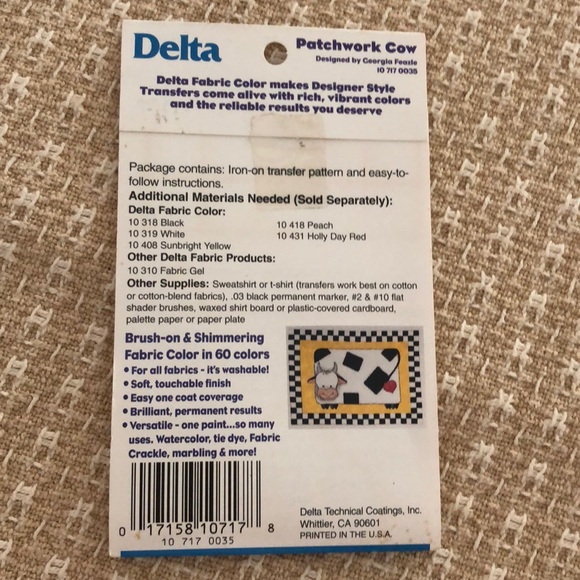 Delta
Patchwork Cow
Designed by Georgia Feazle
10 717 0035
Delta Fabric Color makes Designer Style
Transfers come alive with rich, vibrant colors
and the reliable results you deserve
Package contains: Iron-on transfer pattern and easy-to-
follow instructions.
Additional Materials Needed (Sold Separately):
Delta Fabric Color:
10 318 Black
10 319 White
10 408 Sunbright Yellow
10 418 Peach
10 431 Holly Day Red
Other Delta Fabric Products:
10 310 Fabric Gel
Other Supplies: Sweatshirt or t-shirt (transfers work best on cotton
or cotton-blend fabrics), .03 black permanent marker, #2 & #10 flat
shader brushes, waxed shirt board or plastic-covered cardboard,
palette paper or paper plate
Brush-on & Shimmering
Fabric Color in 60 colors
• For all fabrics - it's washable!
• Soft, touchable finish
• Easy one coat coverage
• Brilliant, permanent results
• Versatile - one paint...so many
uses. Watercolor, tie dye, Fabric
Crackle, marbling & more!
0 17158 10717 8
10 717 0035
Delta Technical Coatings, Inc.
Whittier, CA 90601
PRINTED IN THE U.S.A.